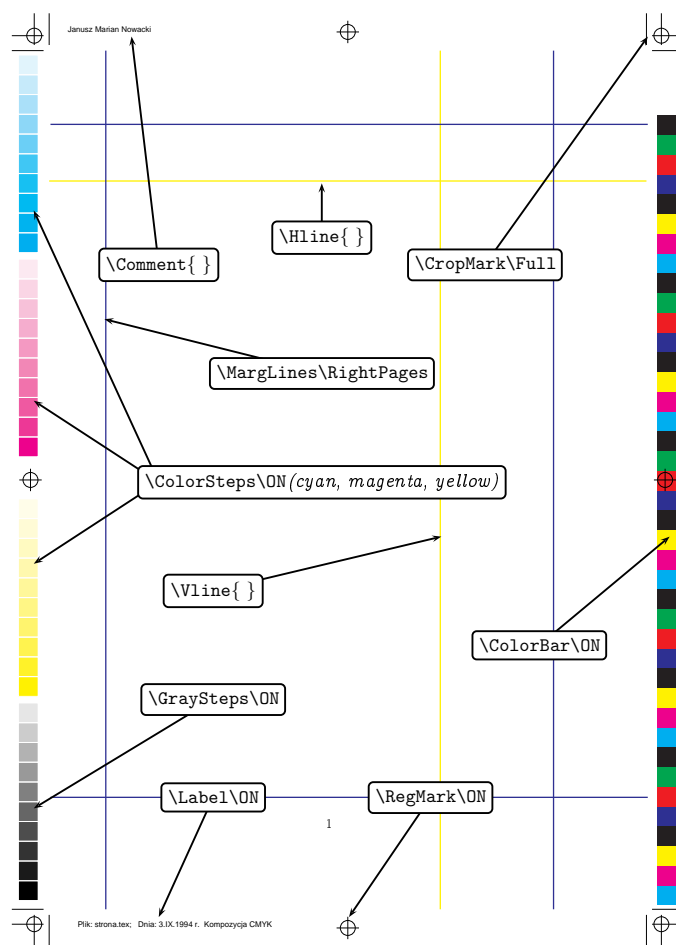 Janusz Marian Nowacki
\Hline{ }
\Comment{ }
\CropMark\Full
\MargLines\RightPages
\ColorSteps\ON(cyan, magenta, yellow)
\Vline{ }
\ColorBar\ON
\GraySteps\ON
\Label\ON
\RegMark\ON
1
Plik: strona.tex; Dnia: 3.IX.1994 r. Kompozycja CMYK